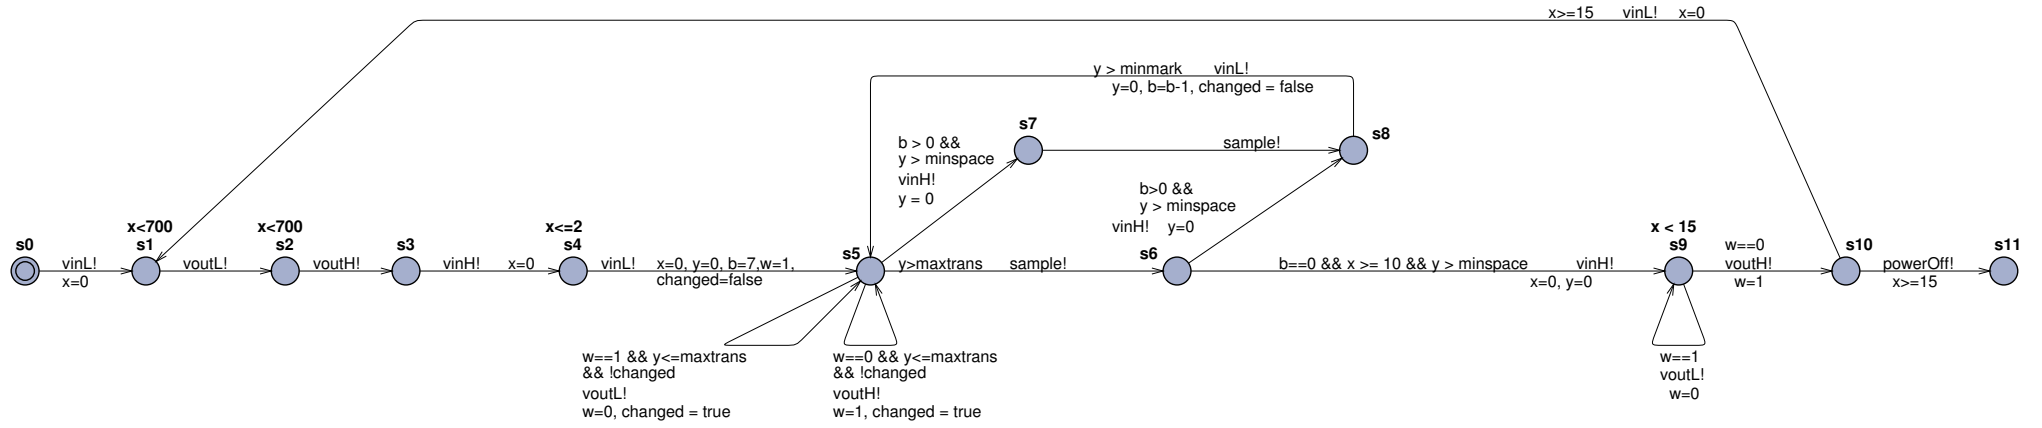 x>=15 vinL! x=0
y > minmark vinL!
y=0, b=b-1, changed = false
s7
s8
b > 0 &&
y > minspace
vinH!
y = 0
sample!
b>0 &&
y > minspace
vinH! y=0
x<700
s1
x<700
s2
x<=2
s4
x < 15
s9
s0
s3
s5
s6
s10
s11
vinL!
x=0
voutL!
voutH!
vinH! x=0
vinL! x=0, y=0, b=7,w=1,
changed=false
y>maxtrans sample!
b==0 && x >= 10 && y > minspace vinH!
x=0, y=0
w==0
voutH!
w=1
powerOff!
x>=15
w==1 && y<=maxtrans
&& !changed
voutL!
w=0, changed = true
w==0 && y<=maxtrans
&& !changed
voutH!
w=1, changed = true
w==1
voutL!
w=0